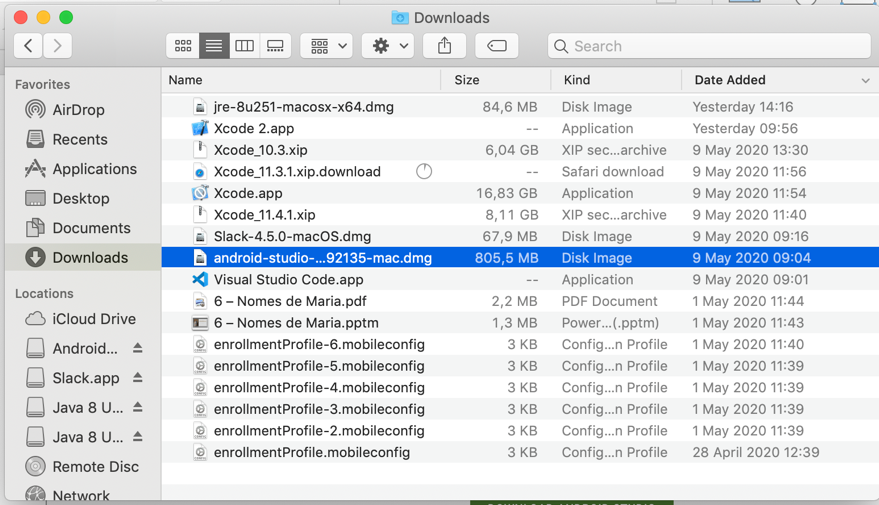 Downloads
Search
Favorites
AirDrop
Recents
Applications
Desktop
Documents
Downloads
Locations
iCloud Drive
Android...
Slack.app
Java 8 U...
Java 8 U...
Remote Disc
Network
Name Size Kind Date Added
jre-8u251-macosx-x64.dmg 84,6 MB Disk Image Yesterday 14:16
Xcode 2.app -- Application Yesterday 09:56
Xcode_10.3.xip 6,04 GB XIP sec...archive 9 May 2020 13:30
Xcode_11.3.1.xip.download -- Safari download 9 May 2020 11:56
Xcode.app 16,83 GB Application 9 May 2020 11:54
Xcode_11.4.1.xip 8,11 GB XIP sec...archive 9 May 2020 11:40
Slack-4.5.0-macOS.dmg 67,9 MB Disk Image 9 May 2020 09:16
android-studio-...92135-mac.dmg 805,5 MB Disk Image 9 May 2020 09:04
Visual Studio Code.app -- Application 9 May 2020 09:01
6 – Nomes de Maria.pdf 2,2 MB PDF Document 1 May 2020 11:44
6 – Nomes de Maria.pptm 1,3 MB Power...(.pptm) 1 May 2020 11:43
enrollmentProfile-6.mobileconfig 3 KB Config...n Profile 1 May 2020 11:40
enrollmentProfile-5.mobileconfig 3 KB Config...n Profile 1 May 2020 11:39
enrollmentProfile-4.mobileconfig 3 KB Config...n Profile 1 May 2020 11:39
enrollmentProfile-3.mobileconfig 3 KB Config...n Profile 1 May 2020 11:39
enrollmentProfile-2.mobileconfig 3 KB Config...n Profile 1 May 2020 11:39
enrollmentProfile.mobileconfig 3 KB Config...n Profile 28 April 2020 12:39